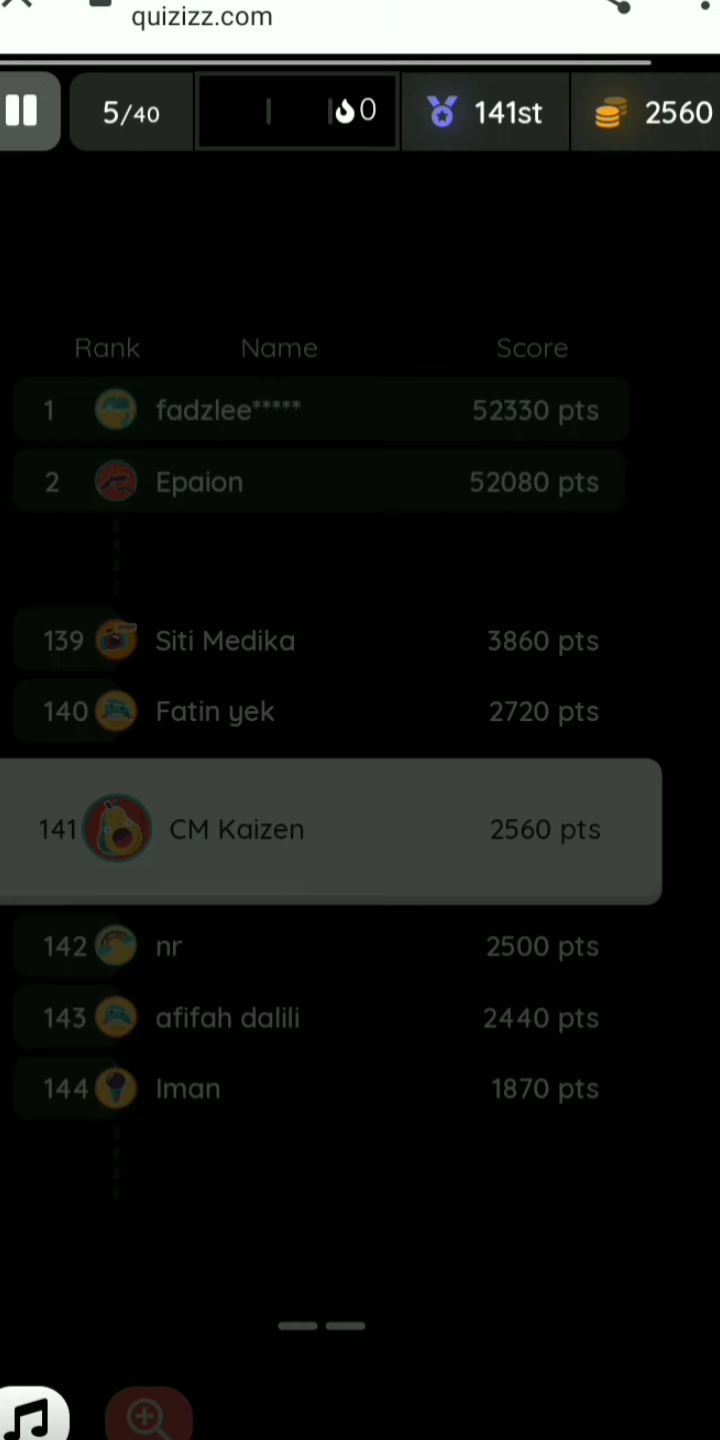 quizizz.com
5/40
0
141st
2560
Rank Name Score
1 fadzlee***** 52330 pts
2 Epaion 52080 pts
139 Siti Medika 3860 pts
140 Fatin yek 2720 pts
141 CM Kaizen 2560 pts
142 nr 2500 pts
143 afifah dalili 2440 pts
144 Iman 1870 pts